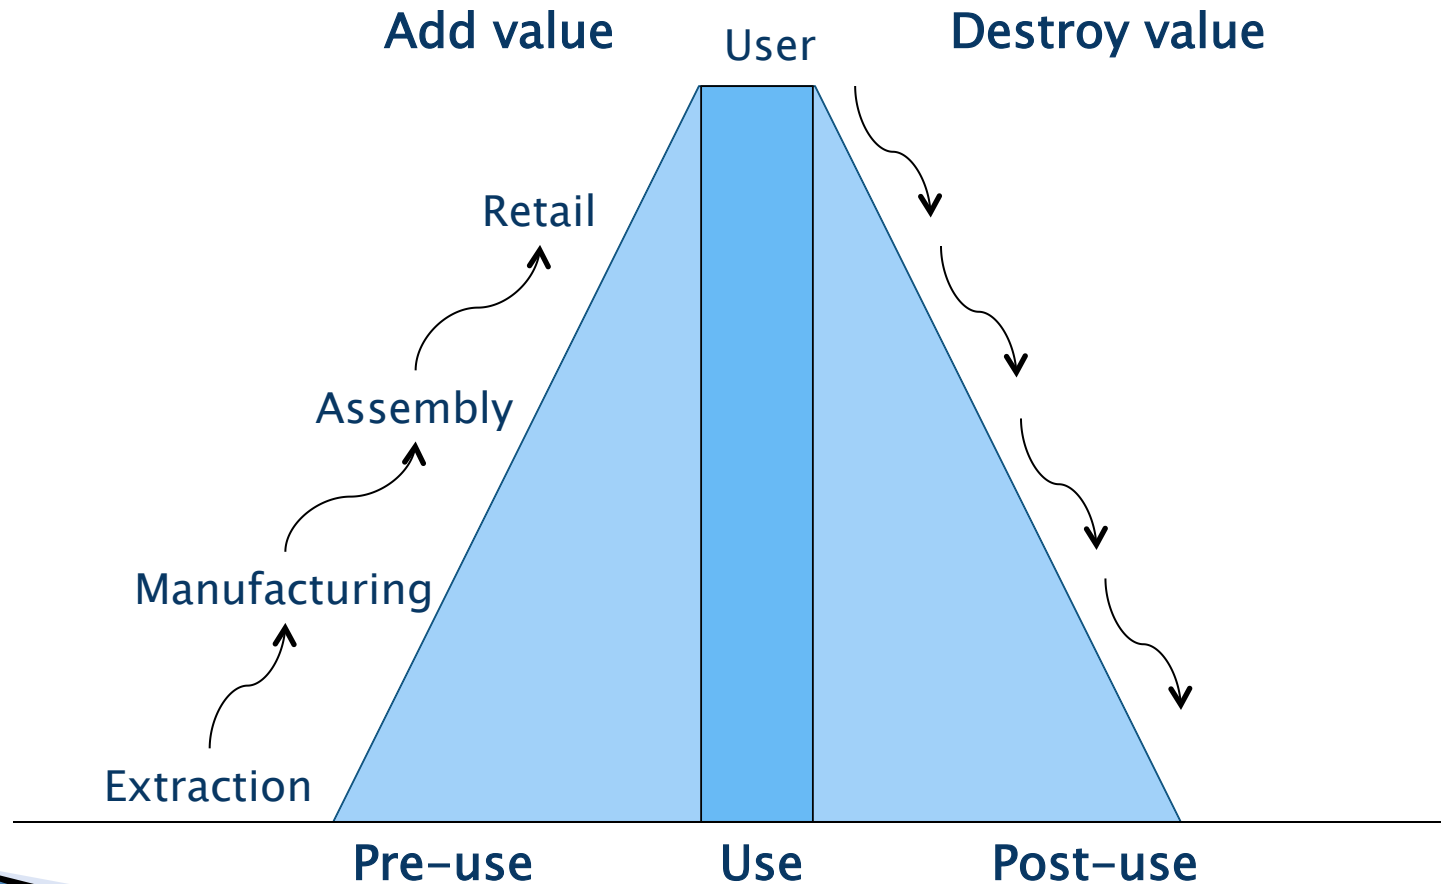 Add value
User
Destroy value
Retail
Assembly
Manufacturing
Extraction
Pre-use
Use
Post-use